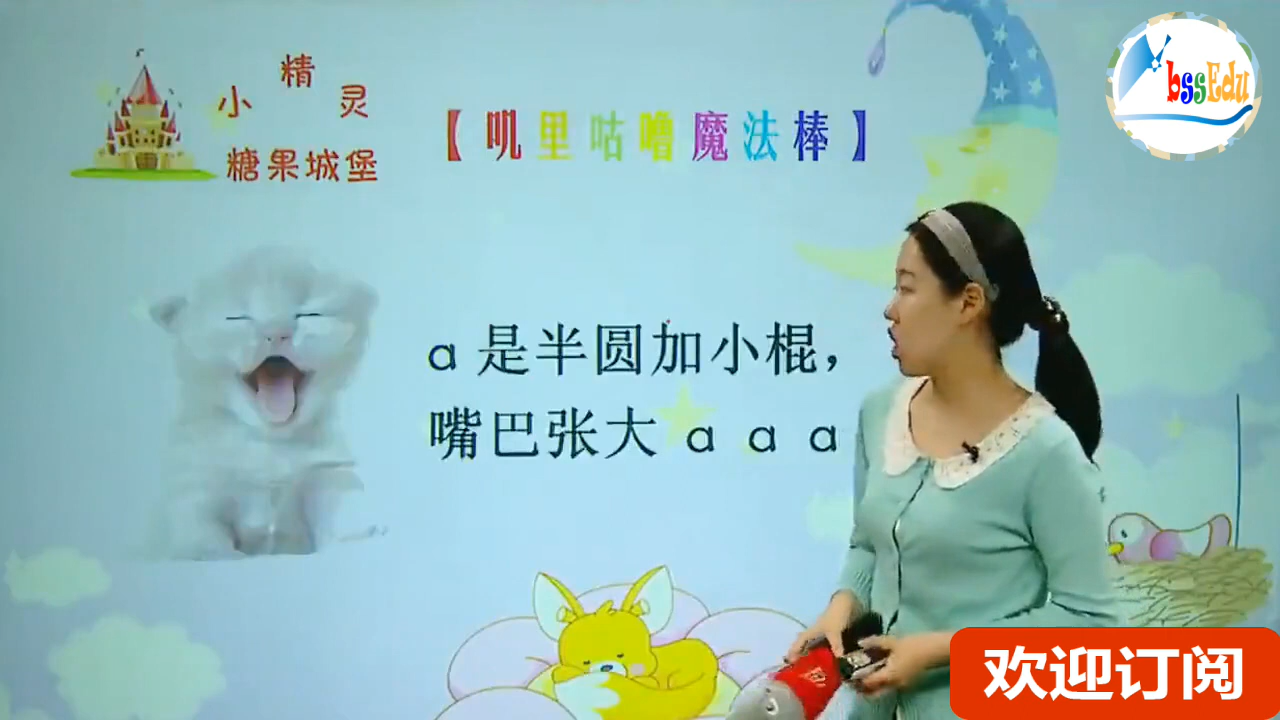 小精灵
糖果城堡
【叽里咕噜魔法棒】
bssEdu
ɑ 是半圆加小棍，
嘴巴张大 ɑ ɑ ɑ
欢迎订阅